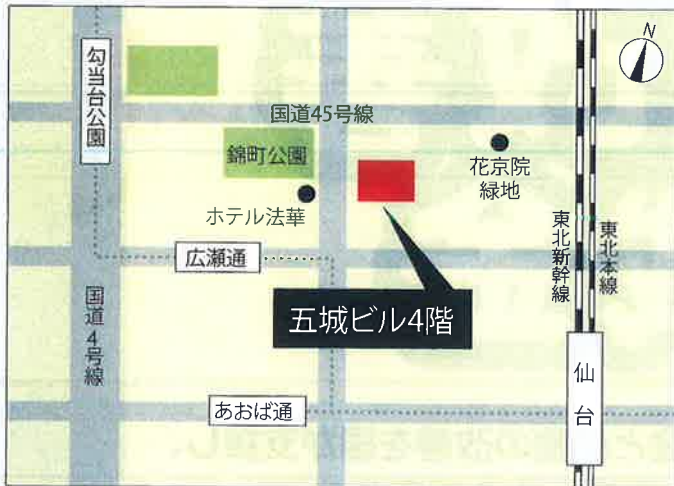 N
勾当台公園
国道45号線
錦町公園
花京院
緑地
ホテル法華
東北新幹線
東北本線
広瀬通
国道4号線
五城ビル4階
仙台
あおば通